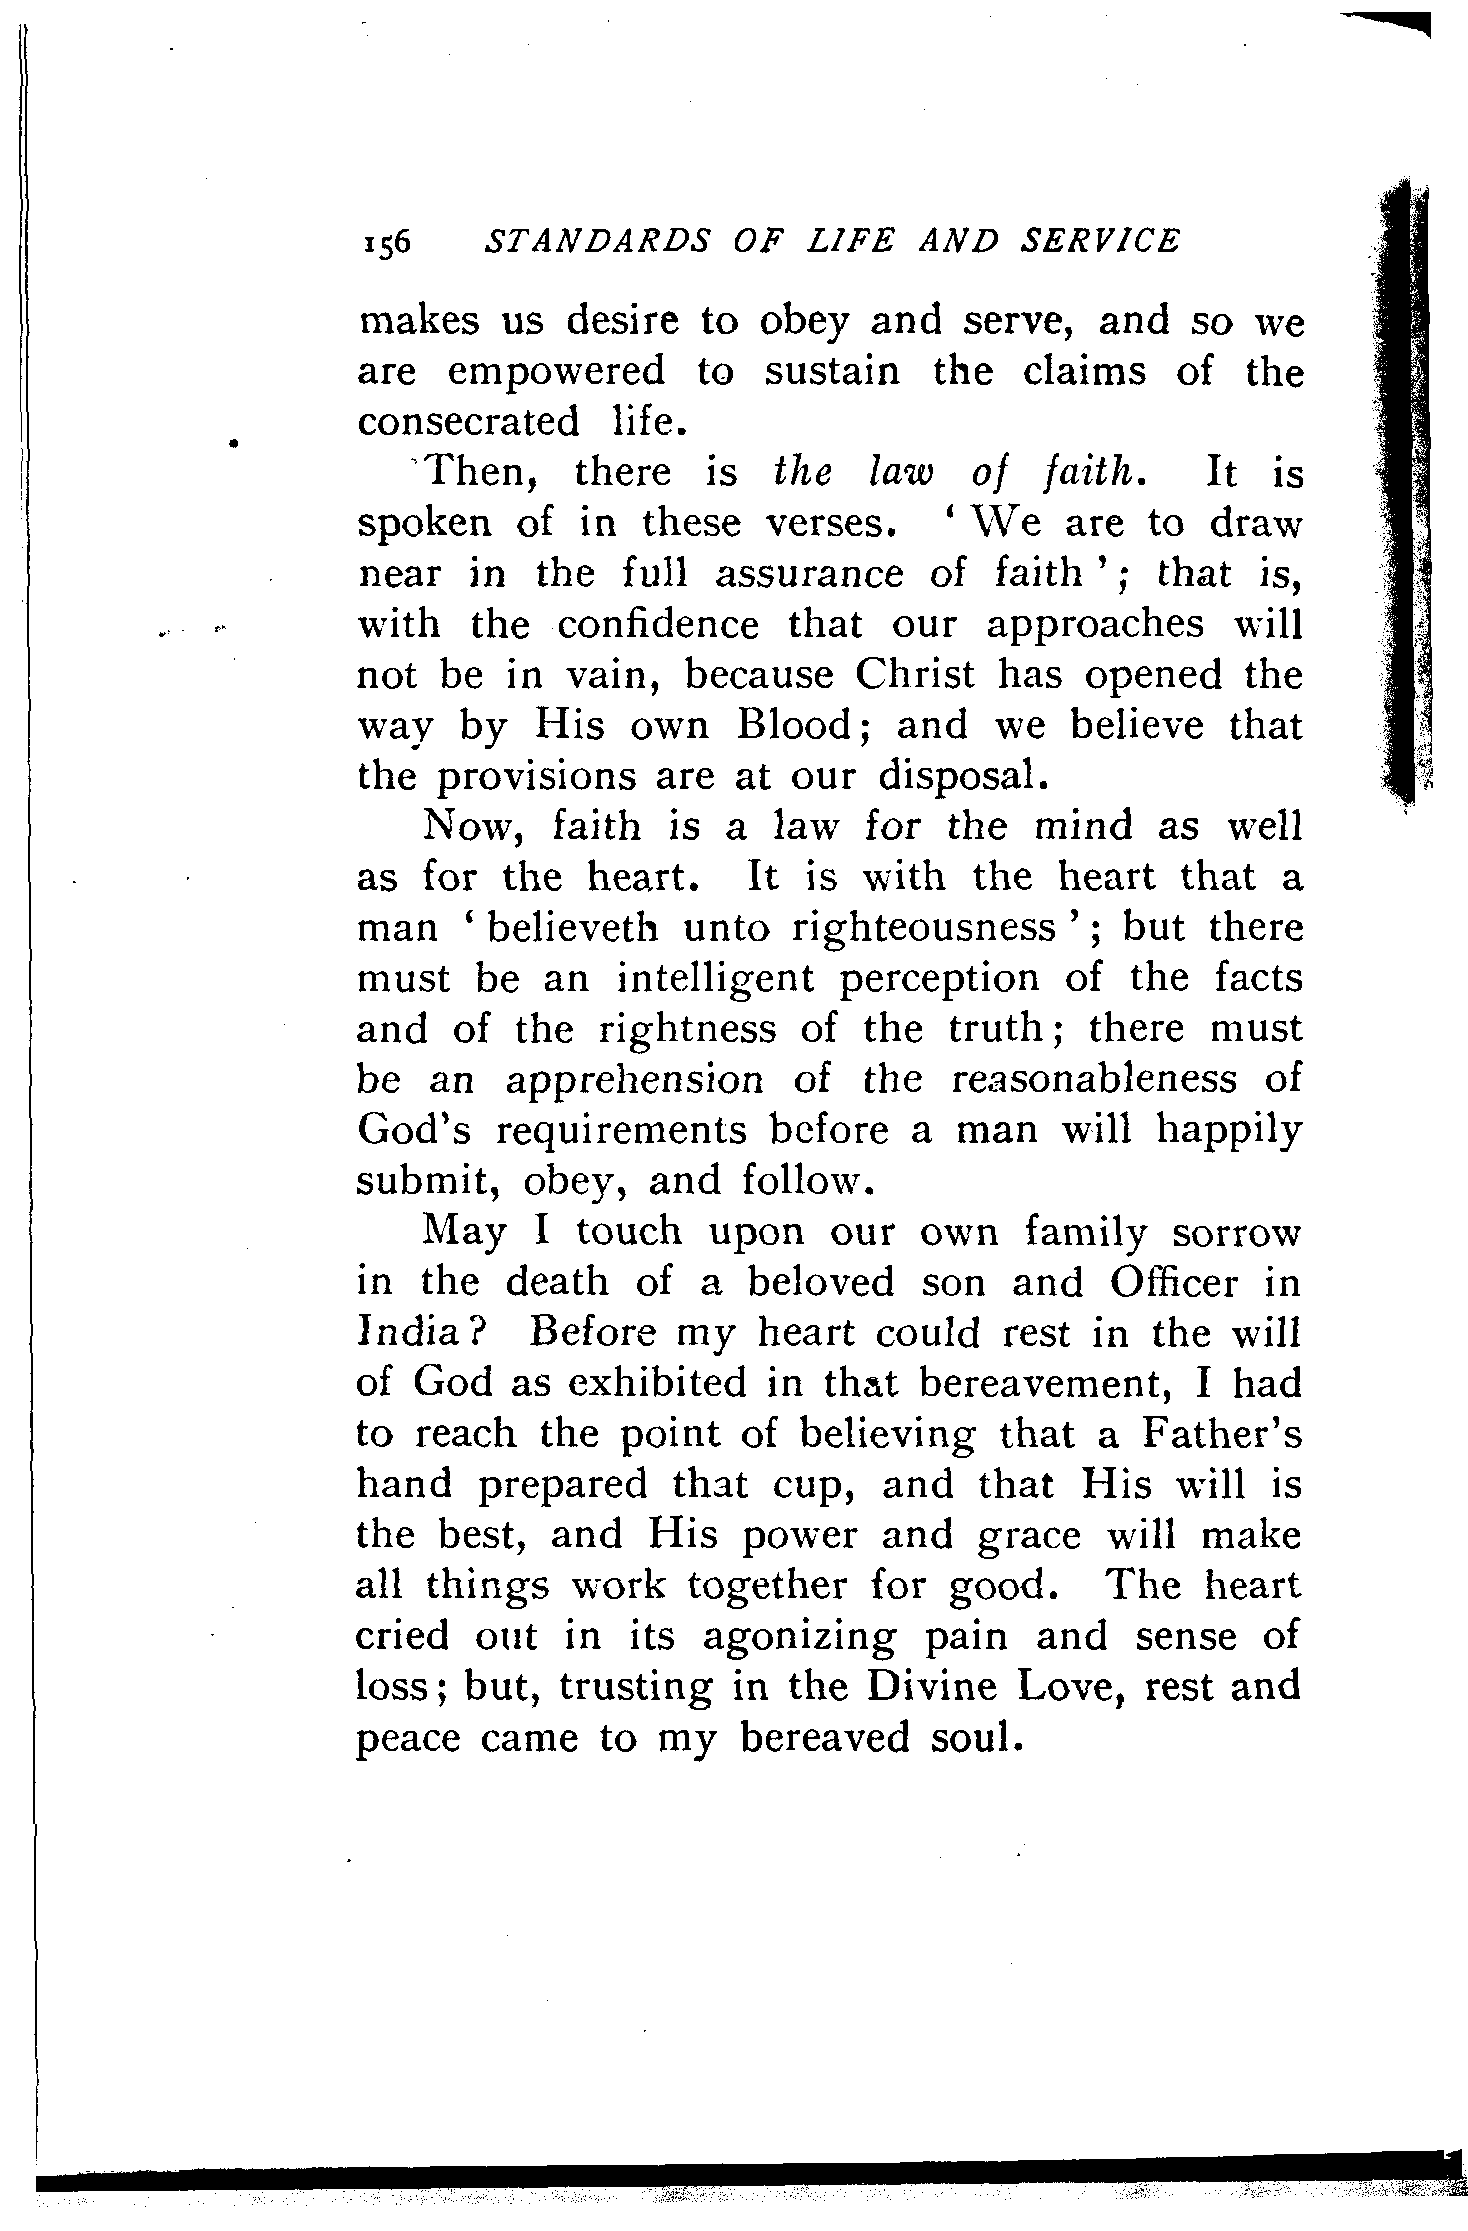 156 STANDARDS OF LIFE AND SERVICE
makes us desire to obey and serve, and so we
are empowered to sustain the claims of the
consecrated life.
Then, there is the law of faith. It is
spoken of in these verses. ‘ We are to draw
near in the full assurance of faith ’ ; that is,
with the confidence that our approaches will
not be in vain, because Christ has opened the
way by His own Blood ; and we believe that
the provisions are at our disposal.
Now, faith is a law for the mind as well
as for the heart. It is with the heart that a
man ‘ believeth unto righteousness ’ ; but there
must be an intelligent perception of the facts
and of the rightness of the truth ; there must
be an apprehension of the reasonableness of
God’s requirements before a man will happily
submit, obey, and follow.
May I touch upon our own family sorrow
in the death of a beloved son and Officer in
India ? Before my heart could rest in the will
of God as exhibited in that bereavement, I had
to reach the point of believing that a Father’s
hand prepared that cup, and that His will is
the best, and His power and grace will make
all things work together for good. The heart
cried out in its agonizing pain and sense of
loss ; but, trusting in the Divine Love, rest and
peace came to my bereaved soul.